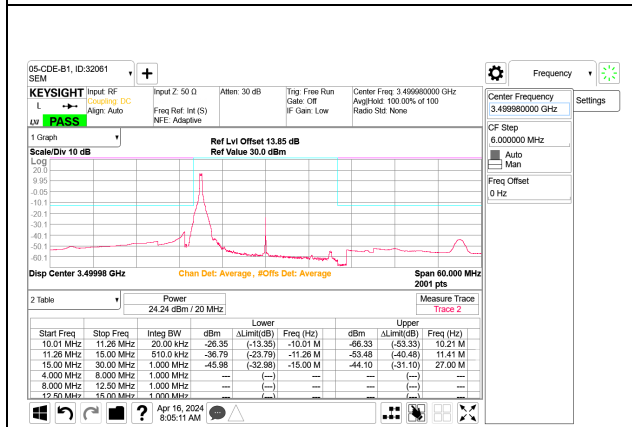 05-CDE-B1, ID:32061
SEM
Frequency
KEYSIGHT
L
LXI PASS
Input: RF
Coupling: DC
Align: Auto
Input Z: 50 Ω
Freq Ref: Int (S)
NFE: Adaptive
Atten: 30 dB
Trig: Free Run
Gate: Off
IF Gain: Low
Center Freq: 3.499980000 GHz
Avg|Hold: 100.00% of 100
Radio Std: None
Center Frequency
3.499980000 GHz
Settings
CF Step
6.000000 MHz
Auto
Man
Freq Offset
0 Hz
1 Graph
Scale/Div 10 dB
Ref Lvl Offset 13.85 dB
Ref Value 30.0 dBm
Log
20.0
9.95
-0.05
-10.1
-20.1
-30.1
-40.1
-50.1
-60.1
Disp Center 3.49998 GHz
Chan Det: Average, #Offs Det: Average
Span 60.000 MHz
2001 pts
2 Table
Power
24.24 dBm / 20 MHz
Measure Trace
Trace 2
Lower Upper
Start Freq Stop Freq Integ BW dBm ΔLimit(dB) Freq (Hz) dBm ΔLimit(dB) Freq (Hz)
10.01 MHz 11.26 MHz 20.00 kHz -26.35 (-13.35) -10.01 M -66.33 (-53.33) 10.21 M
11.26 MHz 15.00 MHz 510.0 kHz -36.79 (-23.79) -11.26 M -53.48 (-40.48) 11.41 M
15.00 MHz 30.00 MHz 1.000 MHz -45.98 (-32.98) -15.00 M -44.10 (-31.10) 27.00 M
4.000 MHz 8.000 MHz 1.000 MHz --- (---) --- (---)
8.000 MHz 12.50 MHz 1.000 MHz --- (---) --- (---)
12.50 MHz 15.00 MHz 1.000 MHz --- (---) --- (---)
Apr 16, 2024
8:05:11 AM